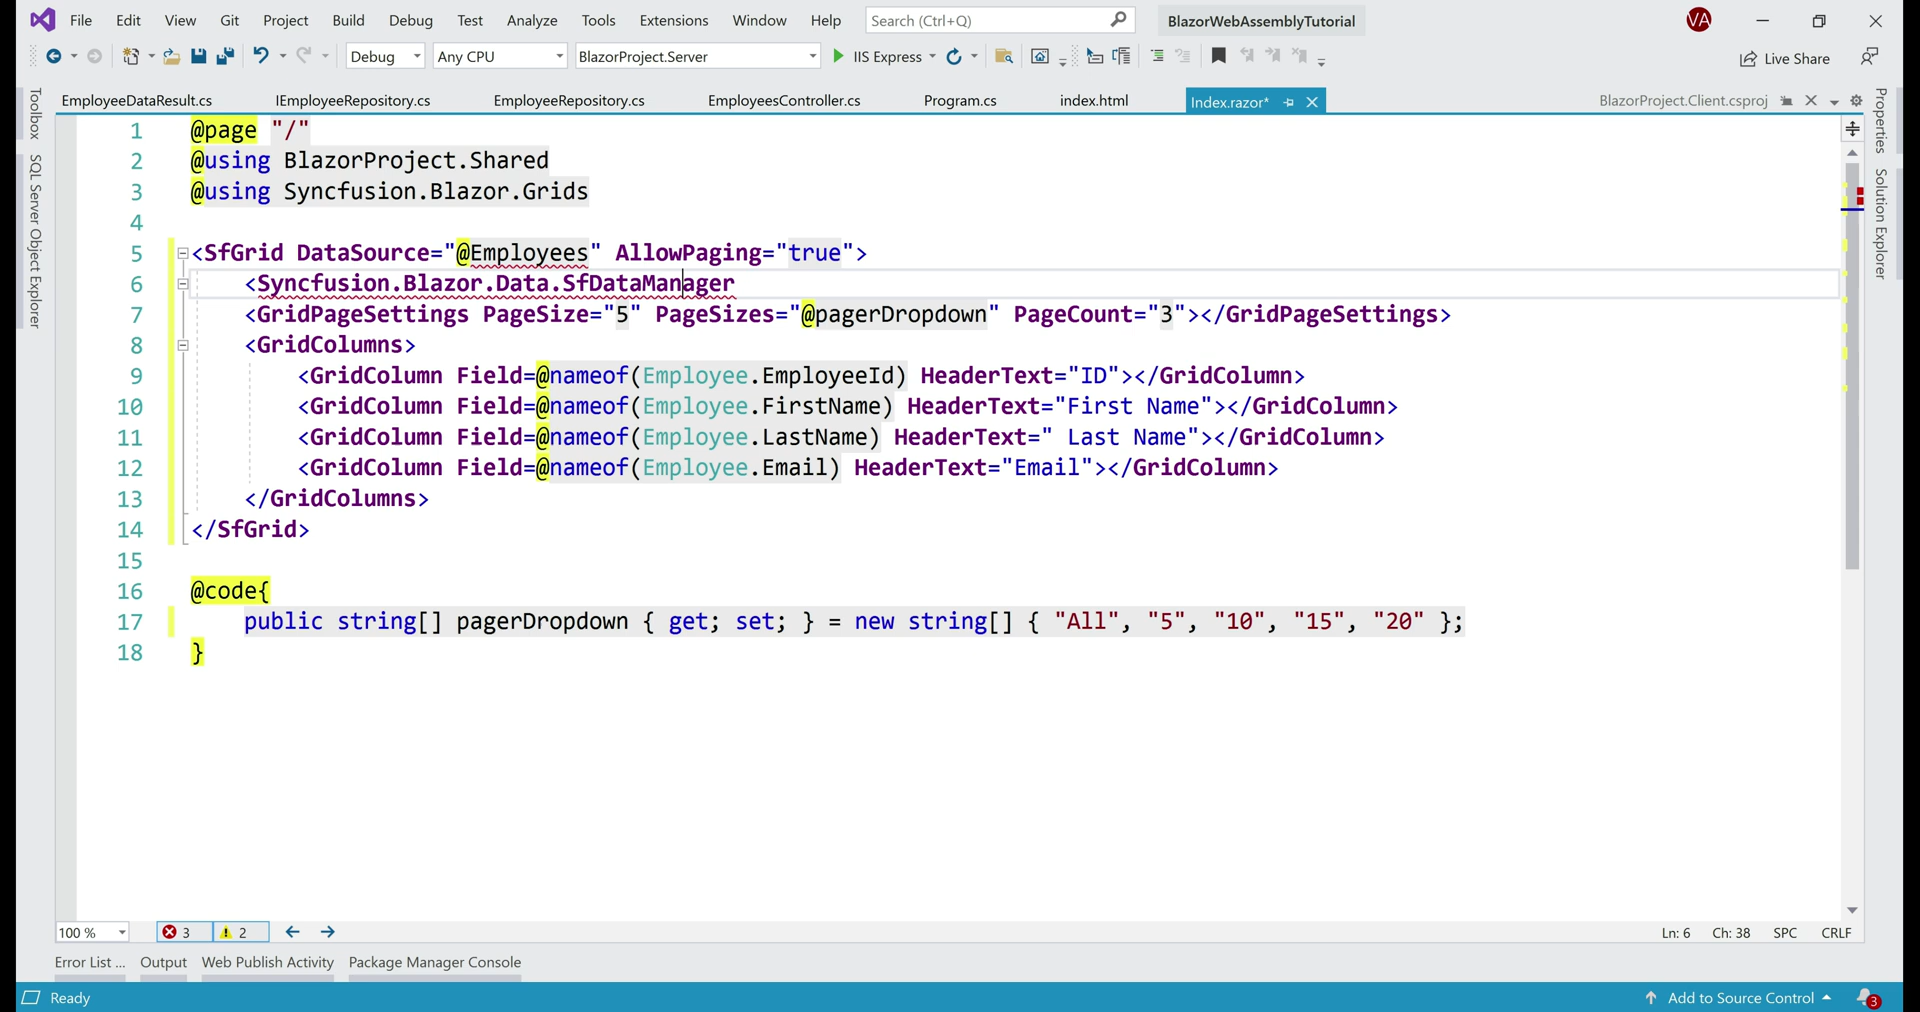 File Edit View Git Project Build Debug Test Analyze Tools Extensions Window Help Search (Ctrl+Q) BlazorWebAssemblyTutorial VA
Debug Any CPU BlazorProject.Server IIS Express Live Share
EmployeeDataResult.cs IEmployeeRepository.cs EmployeeRepository.cs EmployeesController.cs Program.cs index.html Index.razor* BlazorProject.Client.csproj
Toolbox
SQL Server Object Explorer
Properties
Solution Explorer
1 @page "/"
2 @using BlazorProject.Shared
3 @using Syncfusion.Blazor.Grids
4
5 <SfGrid DataSource="@Employees" AllowPaging="true">
6 <Syncfusion.Blazor.Data.SfDataManager
7 <GridPageSettings PageSize="5" PageSizes="@pagerDropdown" PageCount="3"></GridPageSettings>
8 <GridColumns>
9 <GridColumn Field=@nameof(Employee.EmployeeId) HeaderText="ID"></GridColumn>
10 <GridColumn Field=@nameof(Employee.FirstName) HeaderText="First Name"></GridColumn>
11 <GridColumn Field=@nameof(Employee.LastName) HeaderText=" Last Name"></GridColumn>
12 <GridColumn Field=@nameof(Employee.Email) HeaderText="Email"></GridColumn>
13 </GridColumns>
14 </SfGrid>
15
16 @code{
17 public string[] pagerDropdown { get; set; } = new string[] { "All", "5", "10", "15", "20" };
18 }
100 % 3 2 Ln: 6 Ch: 38 SPC CRLF
Error List ... Output Web Publish Activity Package Manager Console
Ready Add to Source Control 3